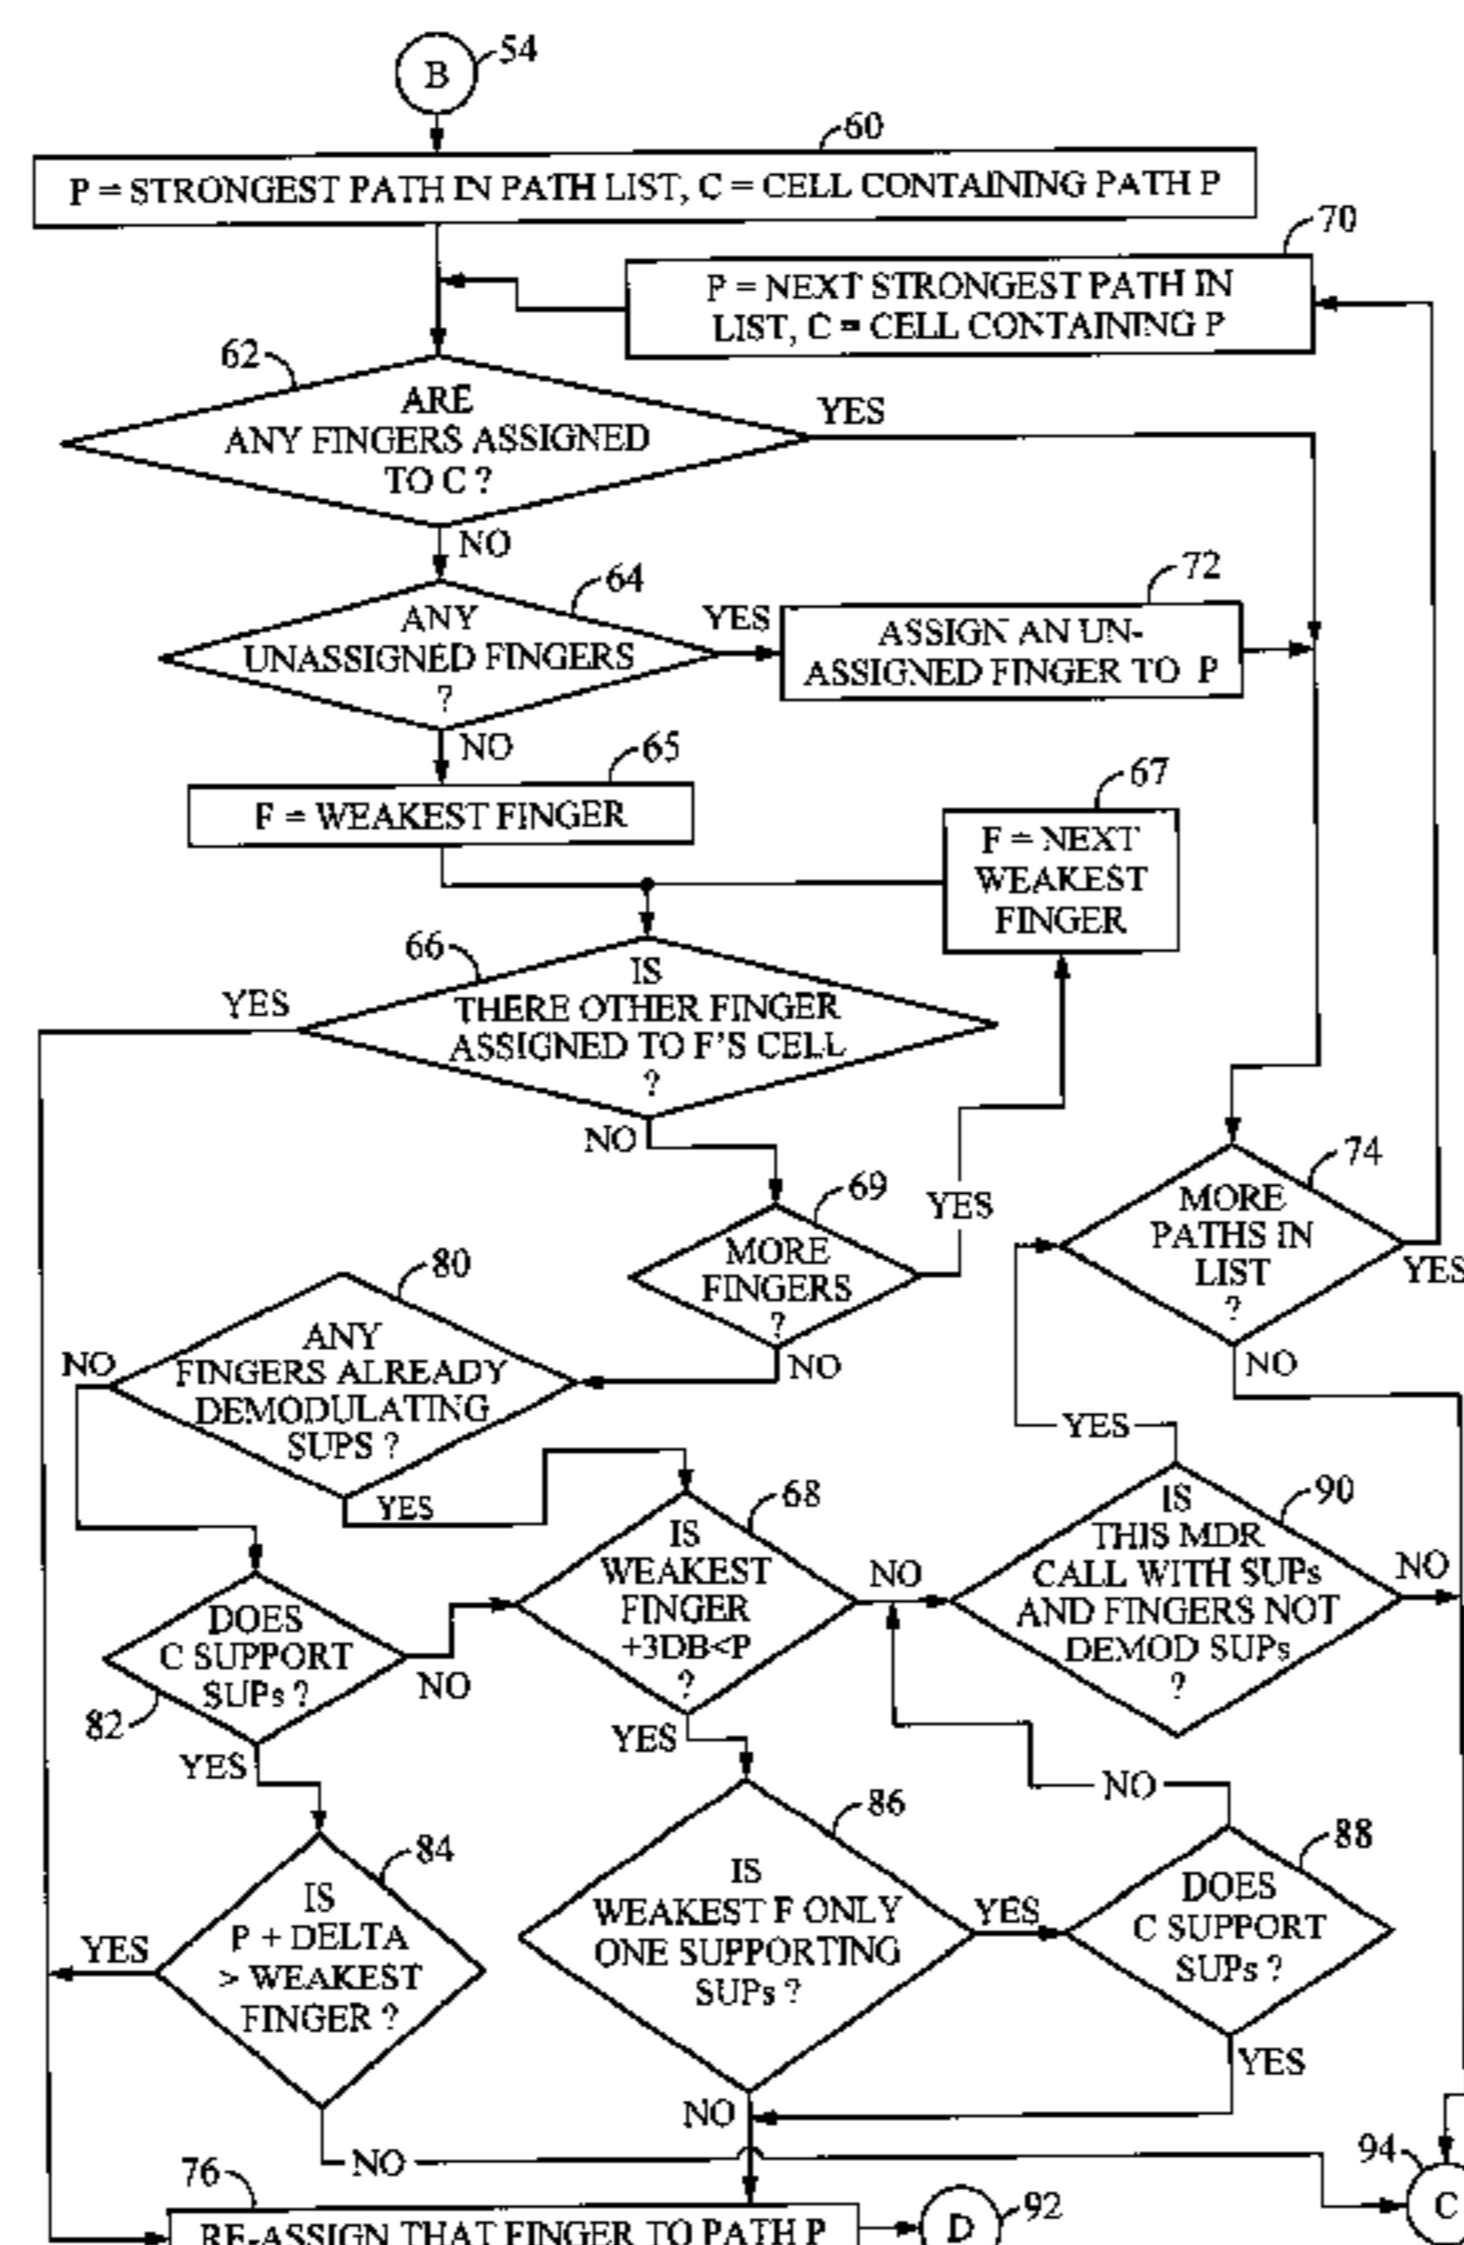 B
54
60
P = STRONGEST PATH IN PATH LIST, C = CELL CONTAINING PATH P
70
P = NEXT STRONGEST PATH IN
LIST, C = CELL CONTAINING P
62
ARE
ANY FINGERS ASSIGNED
TO C ?
YES
NO
64
ANY
UNASSIGNED FINGERS
?
YES
72
ASSIGN AN UN-
ASSIGNED FINGER TO P
NO
65
F = WEAKEST FINGER
67
F = NEXT
WEAKEST
FINGER
66
IS
THERE OTHER FINGER
ASSIGNED TO F'S CELL
?
YES
NO
69
MORE
FINGERS
?
YES
NO
74
MORE
PATHS IN
LIST
?
YES
NO
80
ANY
FINGERS ALREADY
DEMODULATING
SUPS ?
NO
YES
68
IS
WEAKEST
FINGER
+3DB<P
?
NO
YES
90
IS
THIS MDR
CALL WITH SUPs
AND FINGERS NOT
DEMOD SUPs
?
YES
NO
82
DOES
C SUPPORT
SUPs ?
NO
YES
84
IS
P + DELTA
> WEAKEST
FINGER ?
YES
NO
86
IS
WEAKEST F ONLY
ONE SUPPORTING
SUPs ?
YES
NO
88
DOES
C SUPPORT
SUPs ?
NO
YES
76
RE-ASSIGN THAT FINGER TO PATH P
D
92
94
C